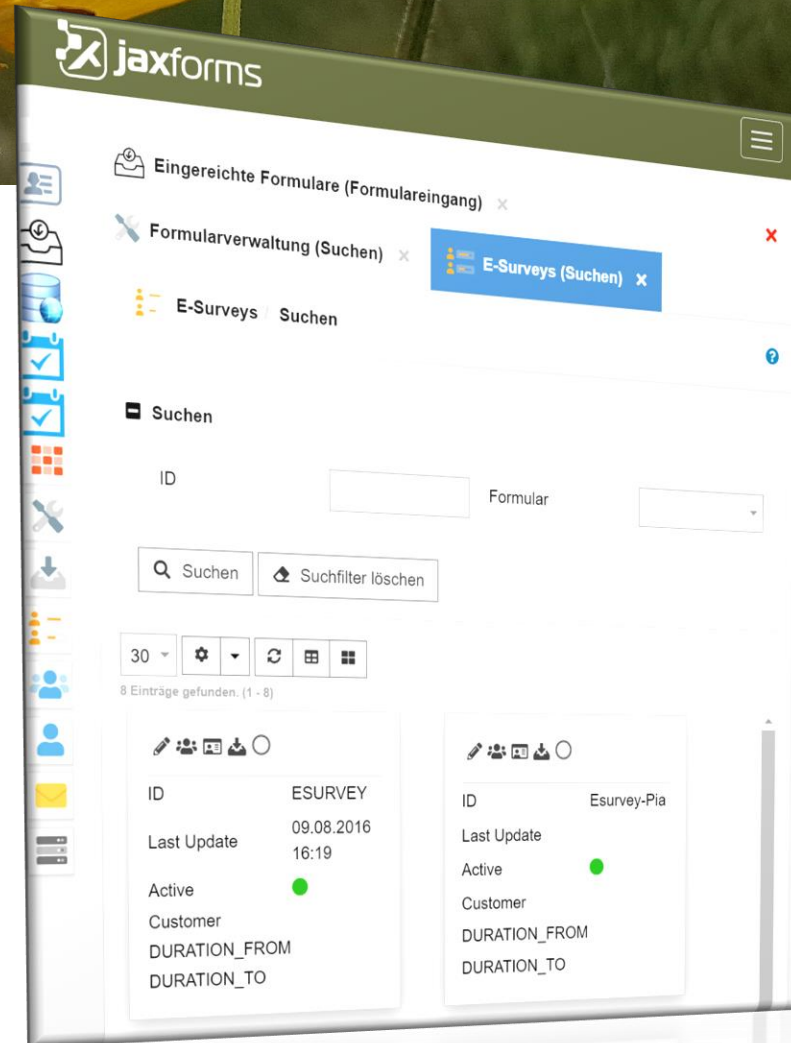 jaxforms
Eingereichte Formulare (Formulareingang) ×
Formularverwaltung (Suchen) × E-Surveys (Suchen) ×
E-Surveys / Suchen
Suchen
ID Formular
Suchen Suchfilter löschen
30
8 Einträge gefunden. (1 - 8)
ID ESURVEY
Last Update 09.08.2016
16:19
Active
Customer
DURATION_FROM
DURATION_TO
ID Esurvey-Pia
Last Update
Active
Customer
DURATION_FROM
DURATION_TO